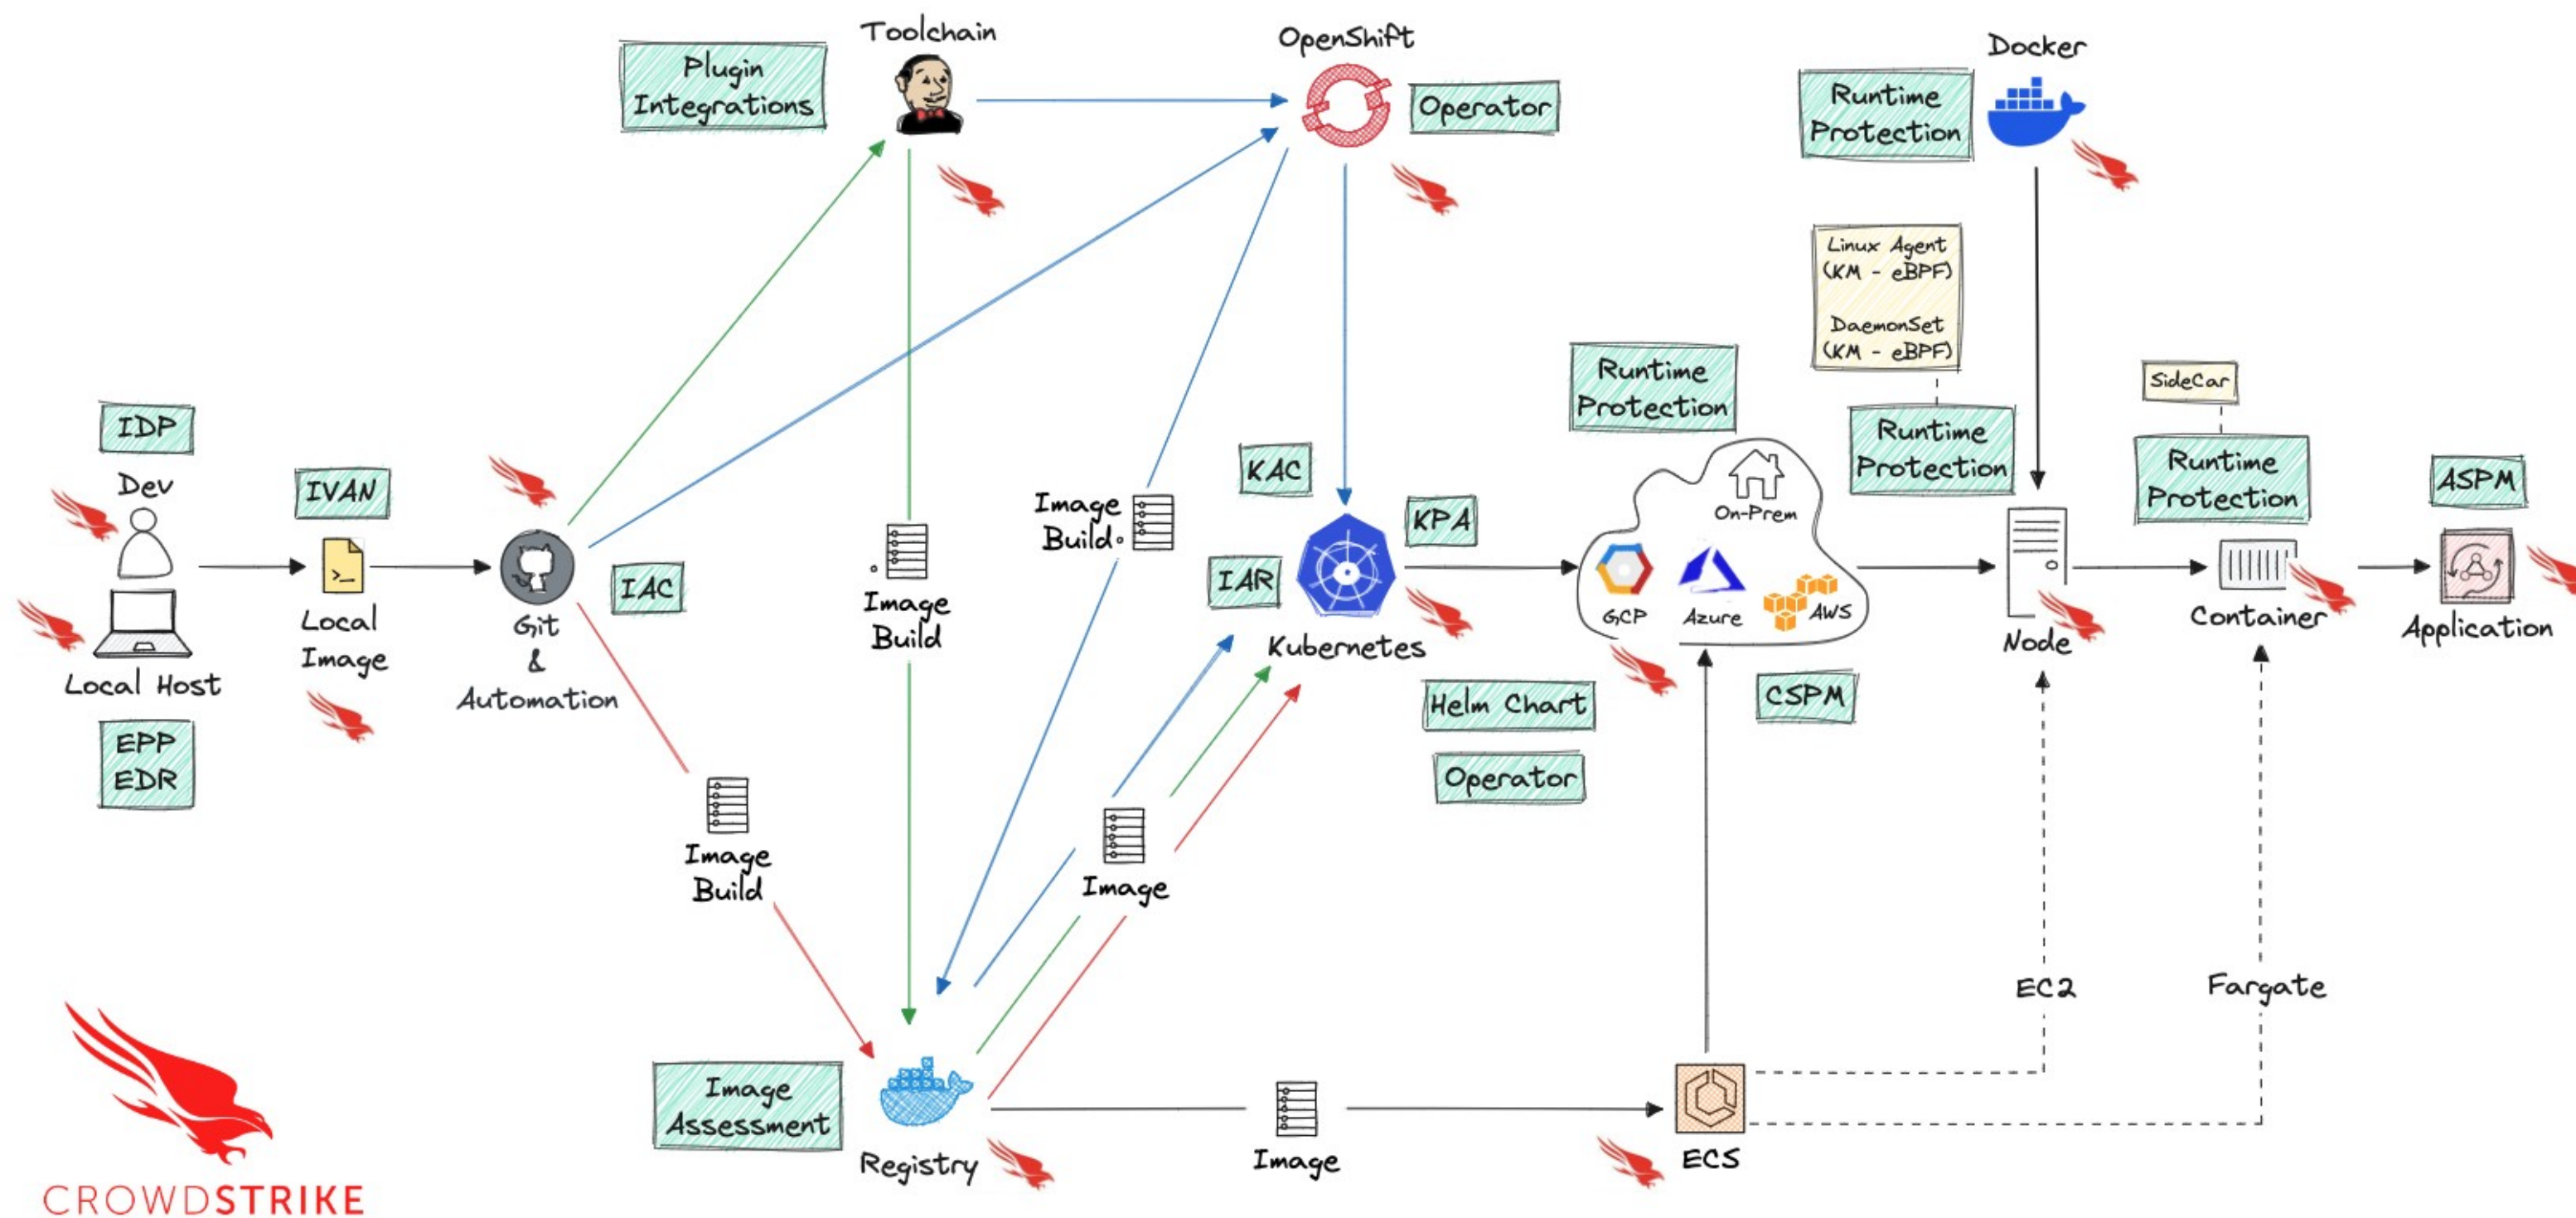 Toolchain
Plugin
Integrations
OpenShift
Operator
Docker
Runtime
Protection
Linux Agent
(KM - eBPF)
DaemonSet
(KM - eBPF)
Runtime
Protection
Runtime
Protection
SideCar
Runtime
Protection
IDP
Dev
Local Host
EPP
EDR
IVAN
Local
Image
Git
&
Automation
IAC
Image
Build
Image
Build
Image
Build
KAC
IAR
KPA
Kubernetes
Helm Chart
Operator
On-Prem
GCP
Azure
AWS
CSPM
Node
Container
ASPM
Application
Image
EC2
Fargate
Image
Assessment
Registry
Image
ECS
CROWDSTRIKE